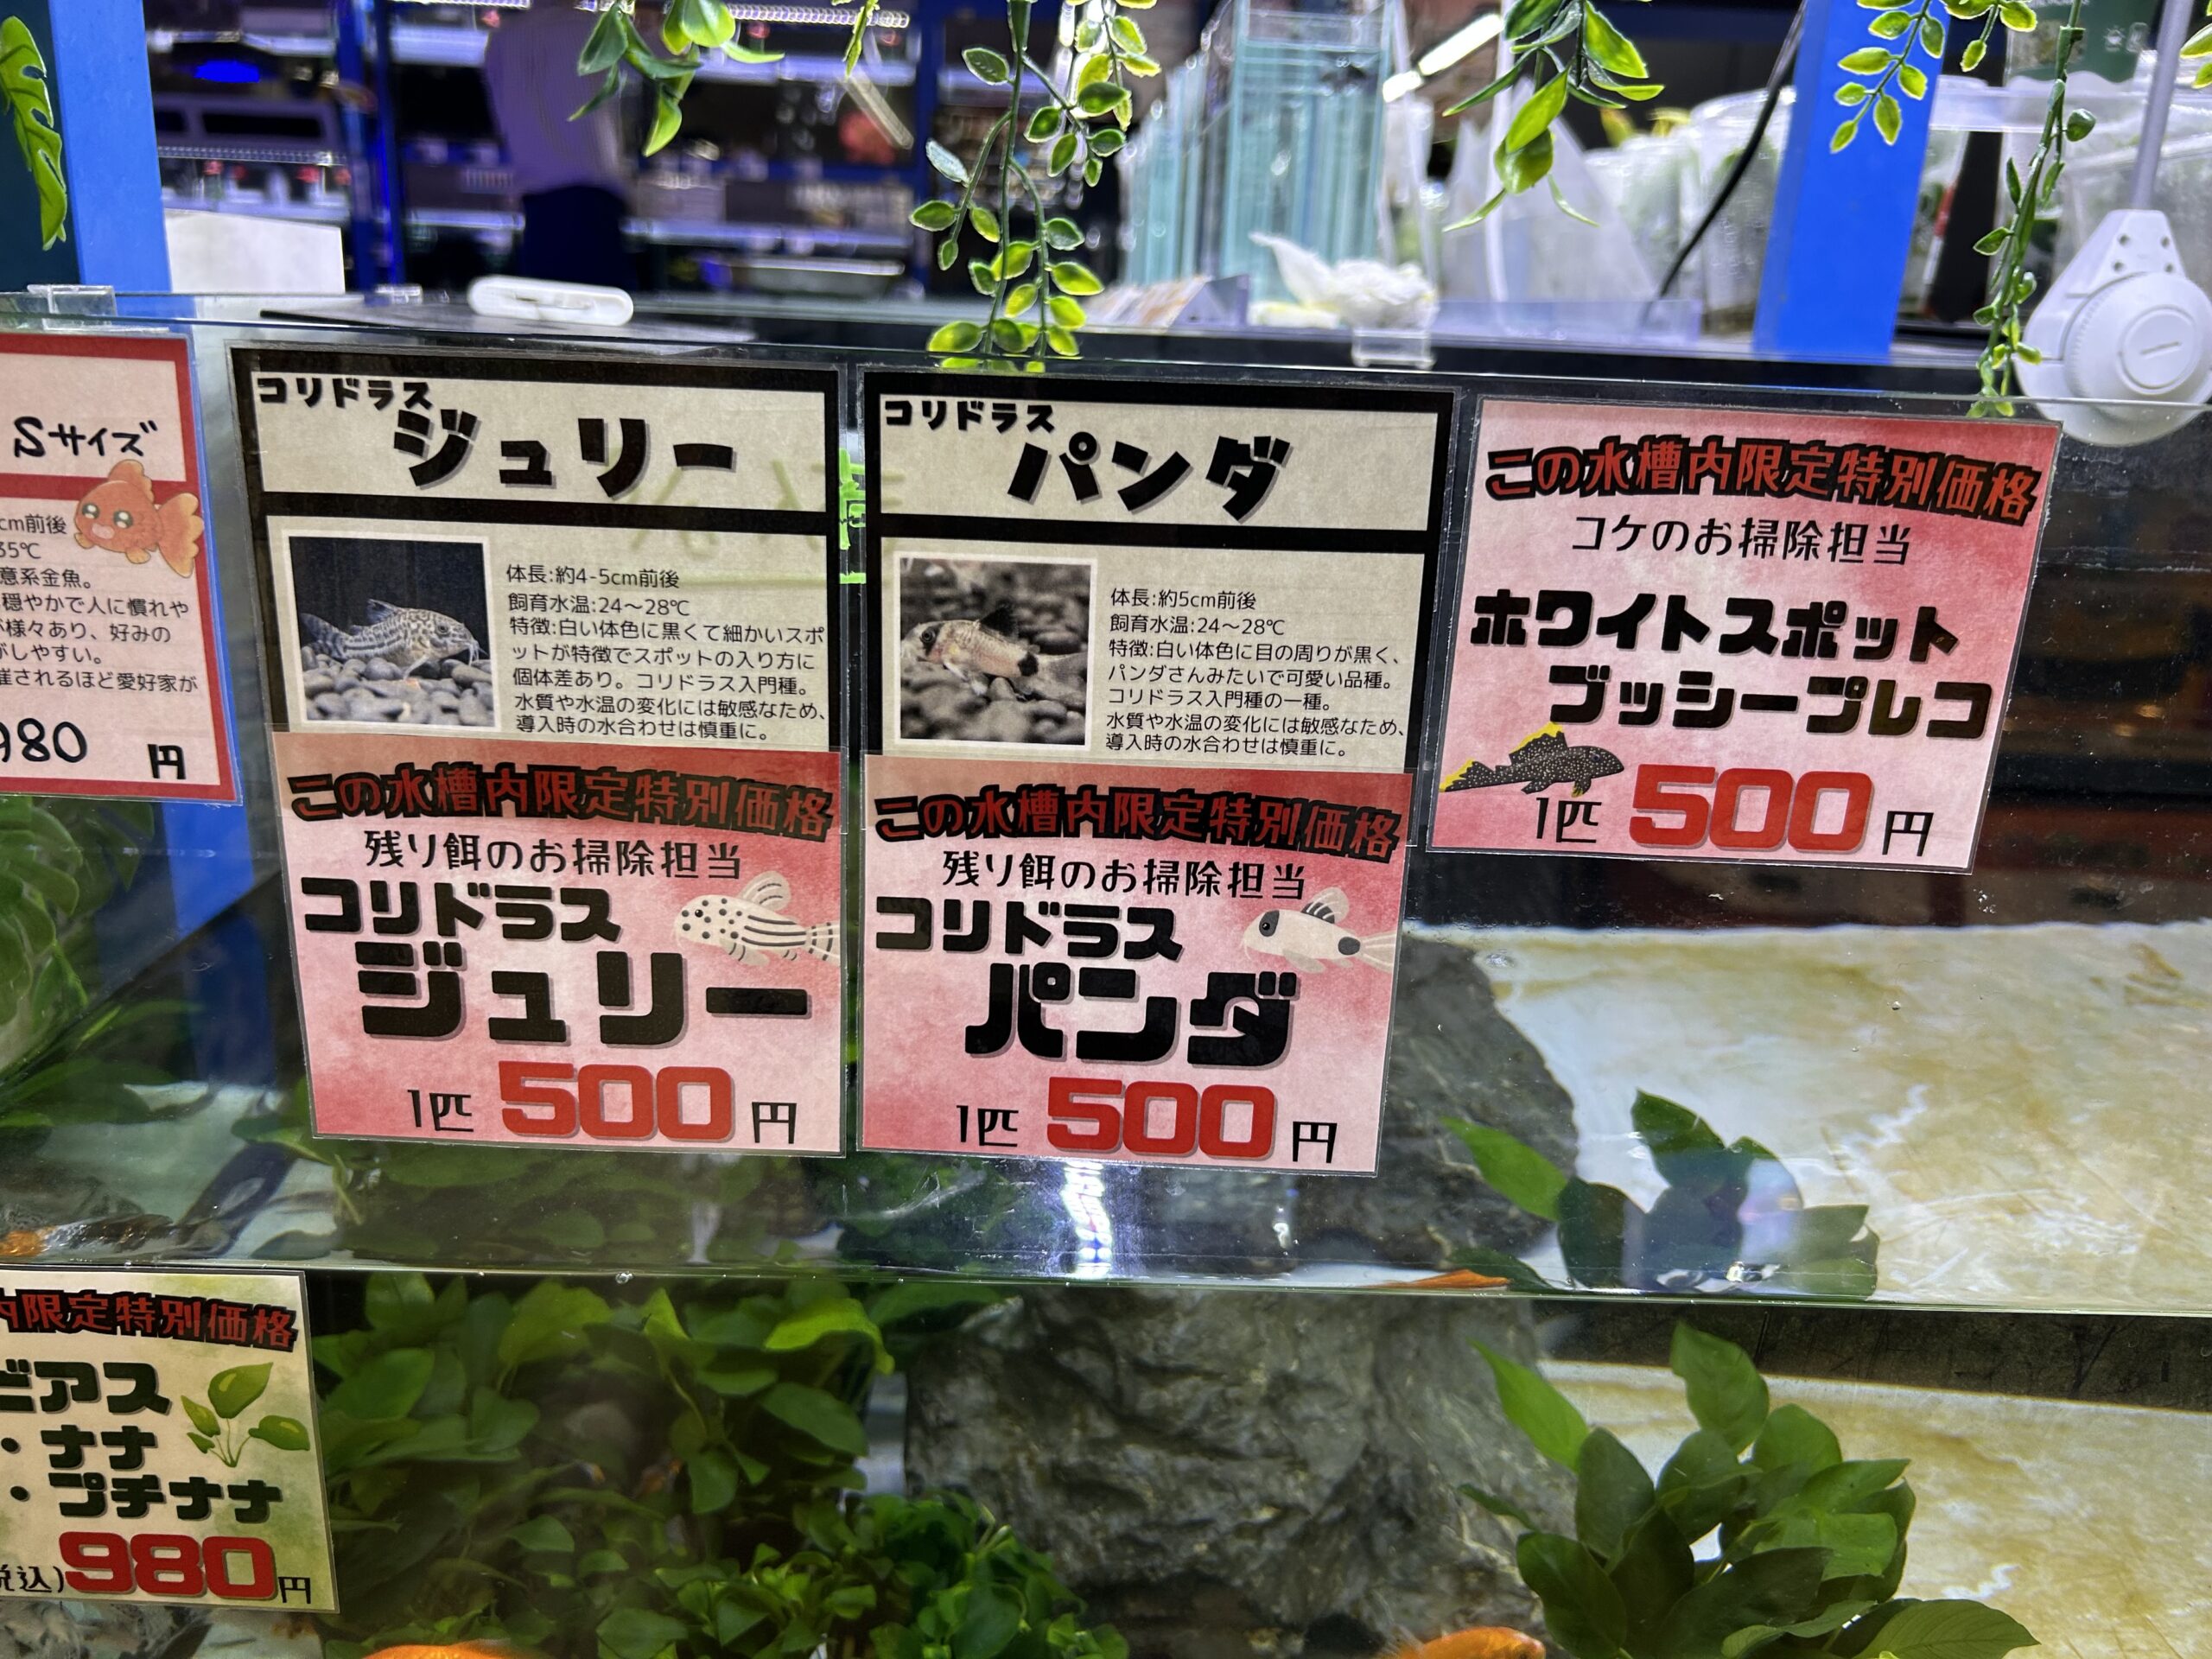 Sサイズ
cm前後
35℃
意系金魚。
穏やかで人に慣れや
様々あり、好みの
がしやすい。
催されるほど愛好家が
980 円
コリドラス
ジュリー
体長:約4-5cm前後
飼育水温:24～28℃
特徴:白い体色に黒くて細かいスポ
ットが特徴でスポットの入り方に
個体差あり。コリドラス入門種。
水質や水温の変化には敏感なため、
導入時の水合わせは慎重に。
この水槽内限定特別価格
残り餌のお掃除担当
コリドラス
ジュリー
1匹 500 円
コリドラス
パンダ
体長:約5cm前後
飼育水温:24～28℃
特徴:白い体色に目の周りが黒く、
パンダさんみたいで可愛い品種。
コリドラス入門種の一種。
水質や水温の変化には敏感なため、
導入時の水合わせは慎重に。
この水槽内限定特別価格
残り餌のお掃除担当
コリドラス
パンダ
1匹 500 円
この水槽内限定特別価格
コケのお掃除担当
ホワイトスポット
ブッシープレコ
1匹 500 円
内限定特別価格
ビアス
・ナナ
・プチナナ
税込)980円